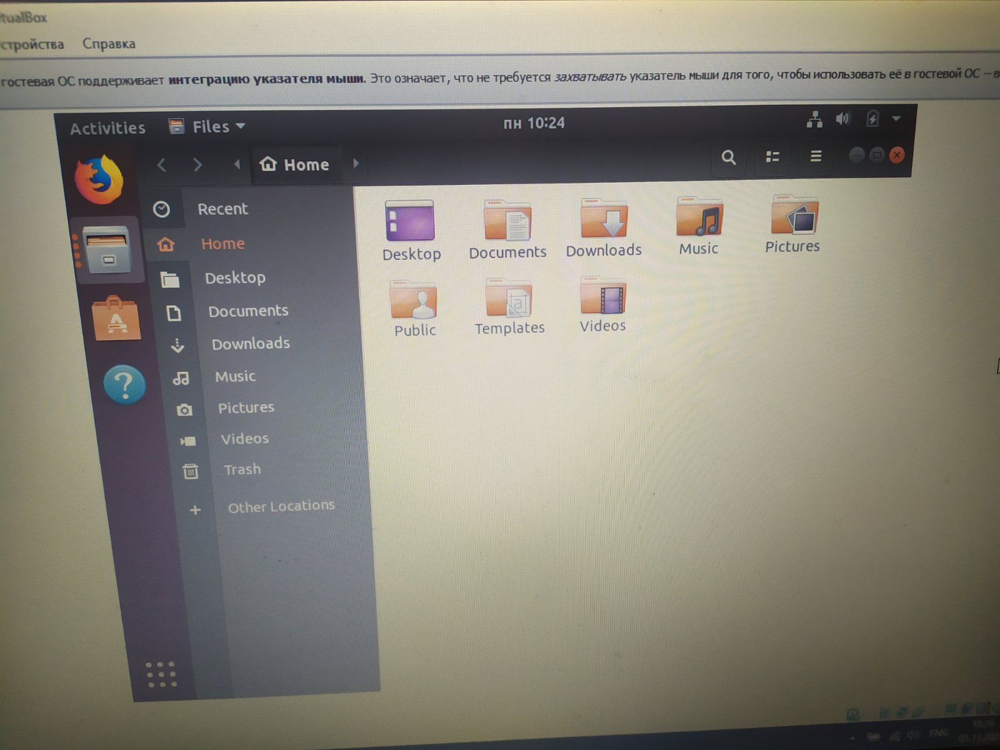 tualBox
стройства Справка
гостевая ОС поддерживает интеграцию указателя мыши. Это означает, что не требуется захватывать указатель мыши для того, чтобы использовать её в гостевой ОС – в
Activities Files пн 10:24
Home
Recent
Home
Desktop
Documents
Downloads
Music
Pictures
Videos
Trash
Other Locations
Desktop Documents Downloads Music Pictures
Public Templates Videos
ENG
10:26